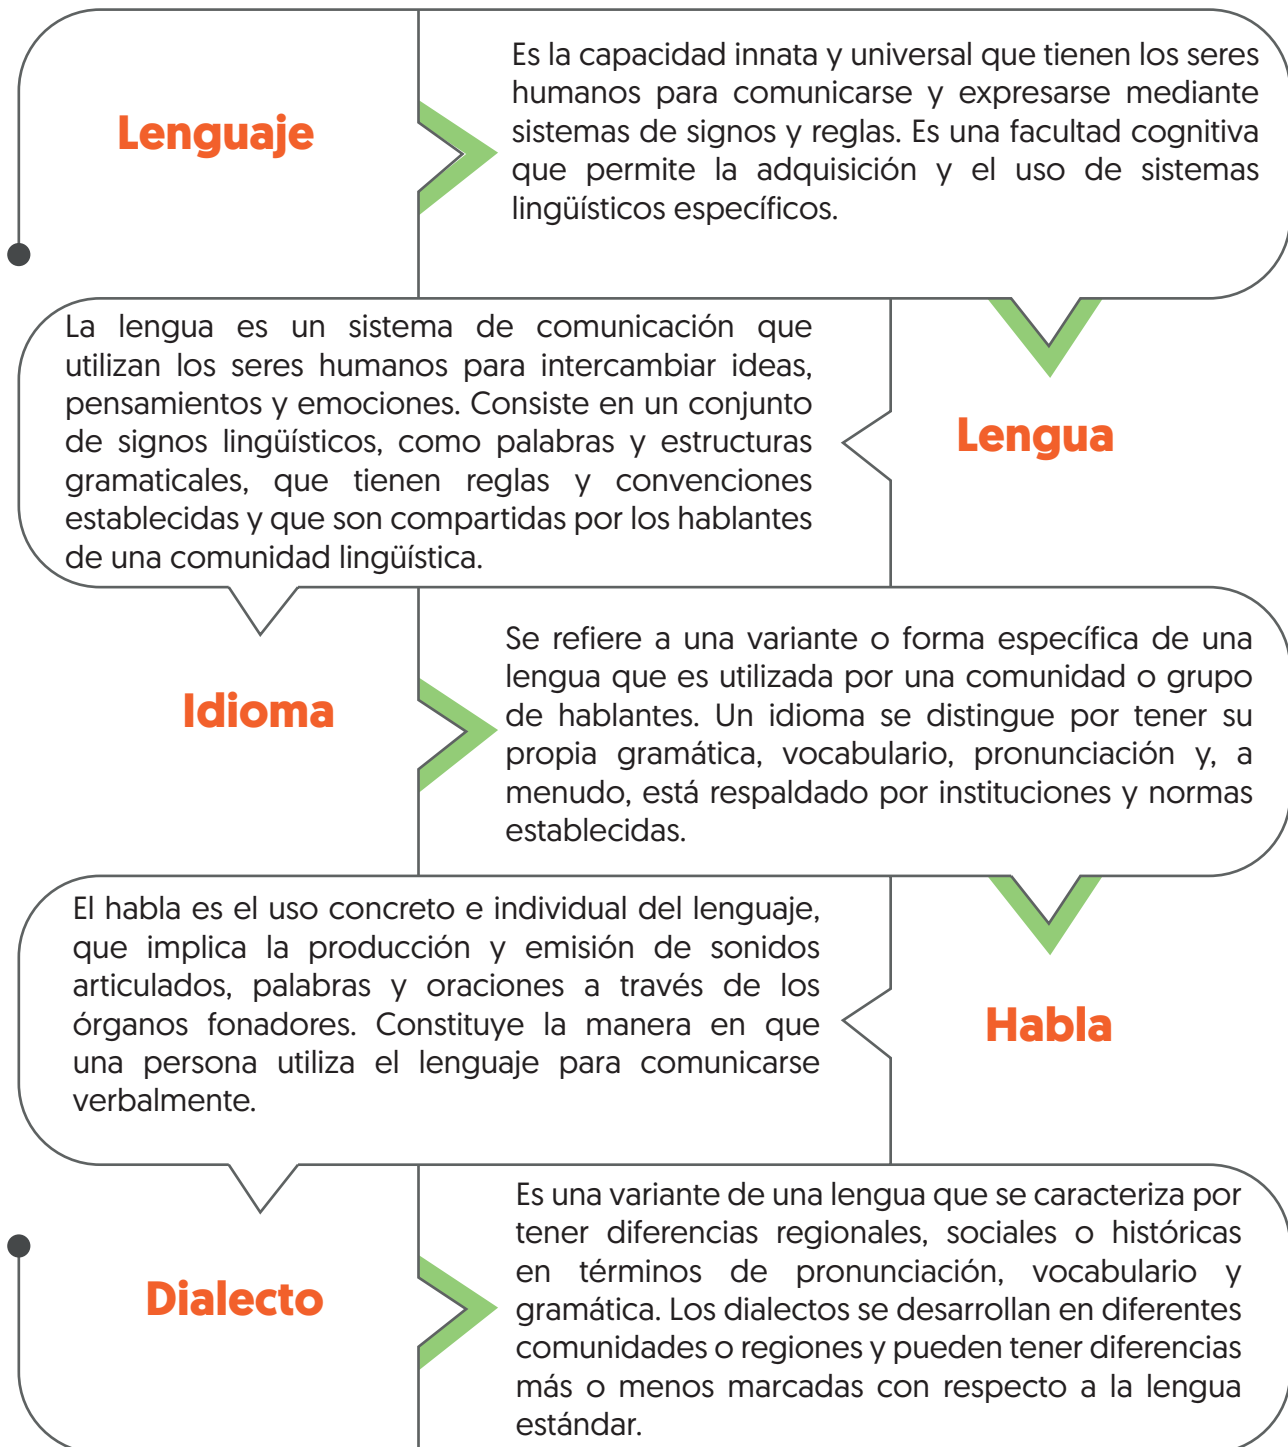 Lenguaje
Es la capacidad innata y universal que tienen los seres
humanos para comunicarse y expresarse mediante
sistemas de signos y reglas. Es una facultad cognitiva
que permite la adquisición y el uso de sistemas
lingüísticos específicos.
La lengua es un sistema de comunicación que
utilizan los seres humanos para intercambiar ideas,
pensamientos y emociones. Consiste en un conjunto
de signos lingüísticos, como palabras y estructuras
gramaticales, que tienen reglas y convenciones
establecidas y que son compartidas por los hablantes
de una comunidad lingüística.
Lengua
Idioma
Se refiere a una variante o forma específica de una
lengua que es utilizada por una comunidad o grupo
de hablantes. Un idioma se distingue por tener su
propia gramática, vocabulario, pronunciación y, a
menudo, está respaldado por instituciones y normas
establecidas.
El habla es el uso concreto e individual del lenguaje,
que implica la producción y emisión de sonidos
articulados, palabras y oraciones a través de los
órganos fonadores. Constituye la manera en que
una persona utiliza el lenguaje para comunicarse
verbalmente.
Habla
Dialecto
Es una variante de una lengua que se caracteriza por
tener diferencias regionales, sociales o históricas
en términos de pronunciación, vocabulario y
gramática. Los dialectos se desarrollan en diferentes
comunidades o regiones y pueden tener diferencias
más o menos marcadas con respecto a la lengua
estándar.